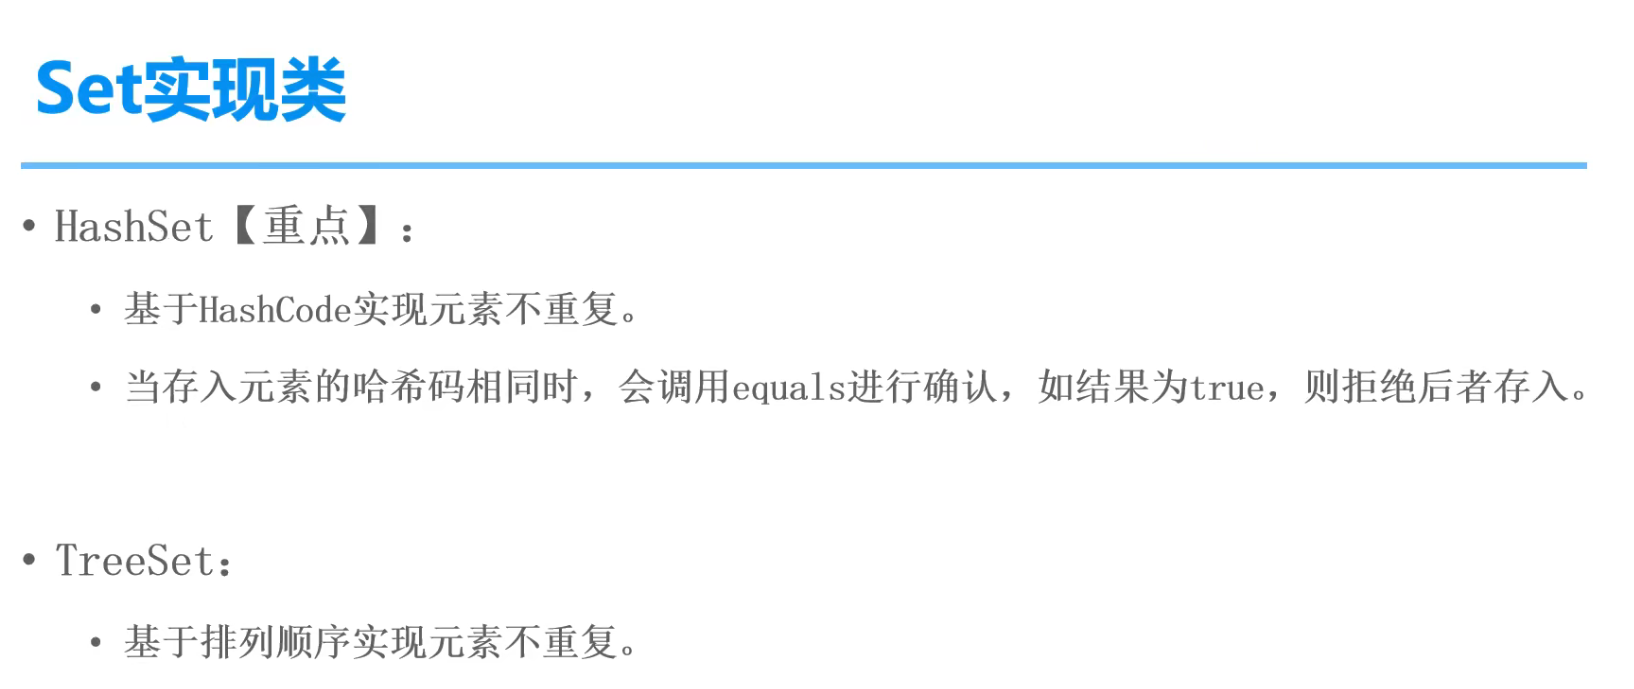 Set实现类
• HashSet【重点】：
• 基于HashCode实现元素不重复。
• 当存入元素的哈希码相同时，会调用equals进行确认，如结果为true，则拒绝后者存入。
• TreeSet：
• 基于排列顺序实现元素不重复。